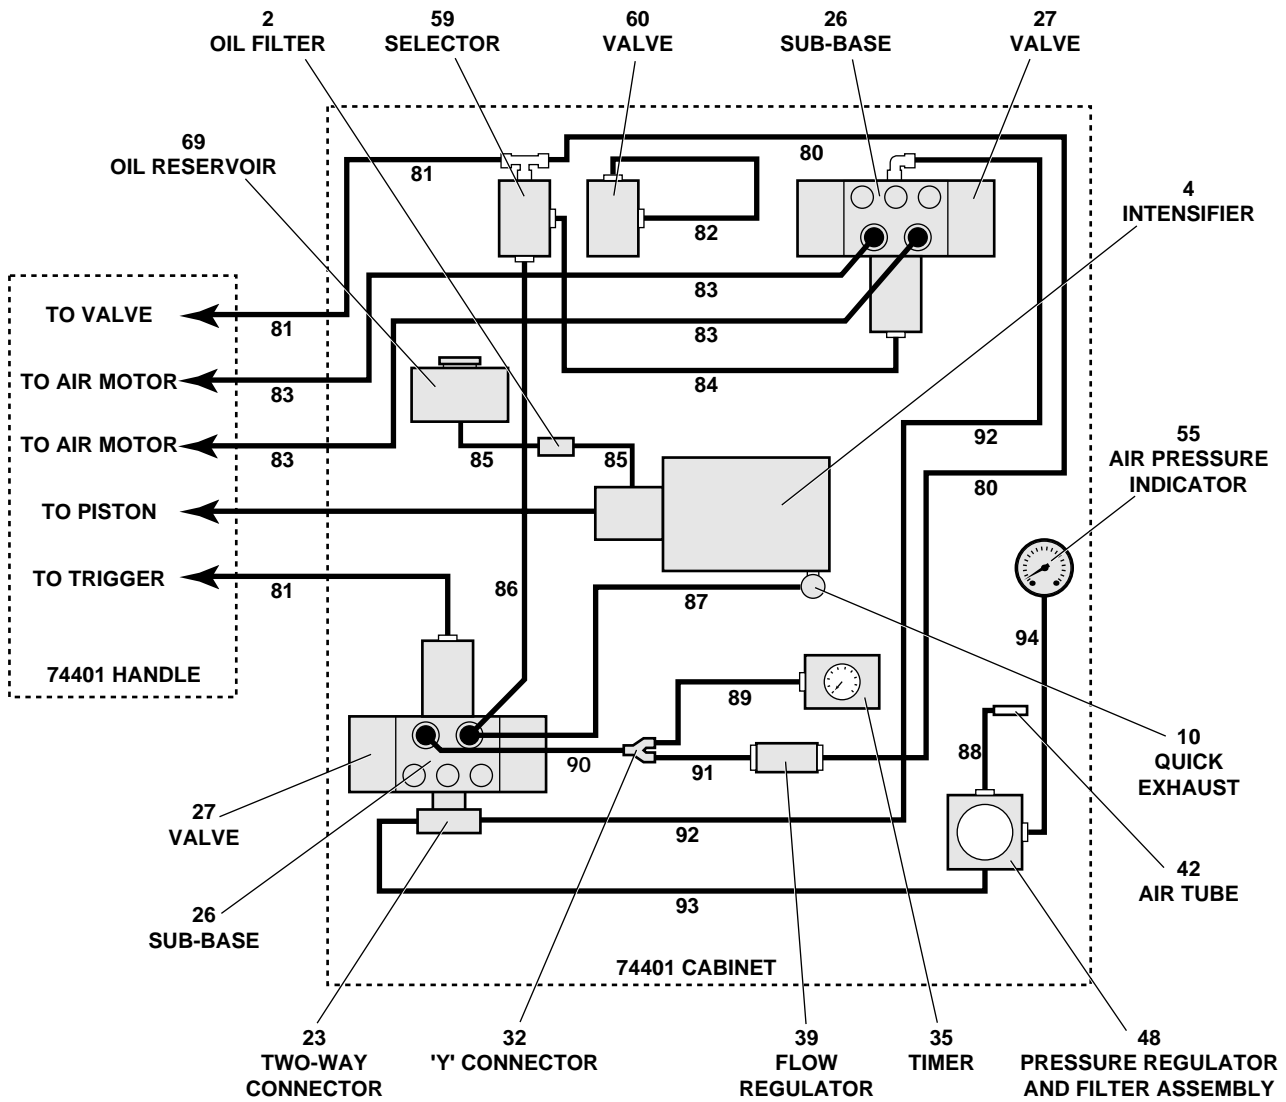 2
OIL FILTER
59
SELECTOR
60
VALVE
26
SUB-BASE
27
VALVE
69
OIL RESERVOIR
81
80
4
INTENSIFIER
82
83
TO VALVE
81
83
84
TO AIR MOTOR
83
92
55
AIR PRESSURE
INDICATOR
TO AIR MOTOR
83
85
85
80
TO PISTON
TO TRIGGER
81
86
87
94
74401 HANDLE
89
88
10
QUICK
EXHAUST
90
91
27
VALVE
92
42
AIR TUBE
93
26
SUB-BASE
74401 CABINET
23
TWO-WAY
CONNECTOR
32
'Y' CONNECTOR
39
FLOW
REGULATOR
35
TIMER
48
PRESSURE REGULATOR
AND FILTER ASSEMBLY